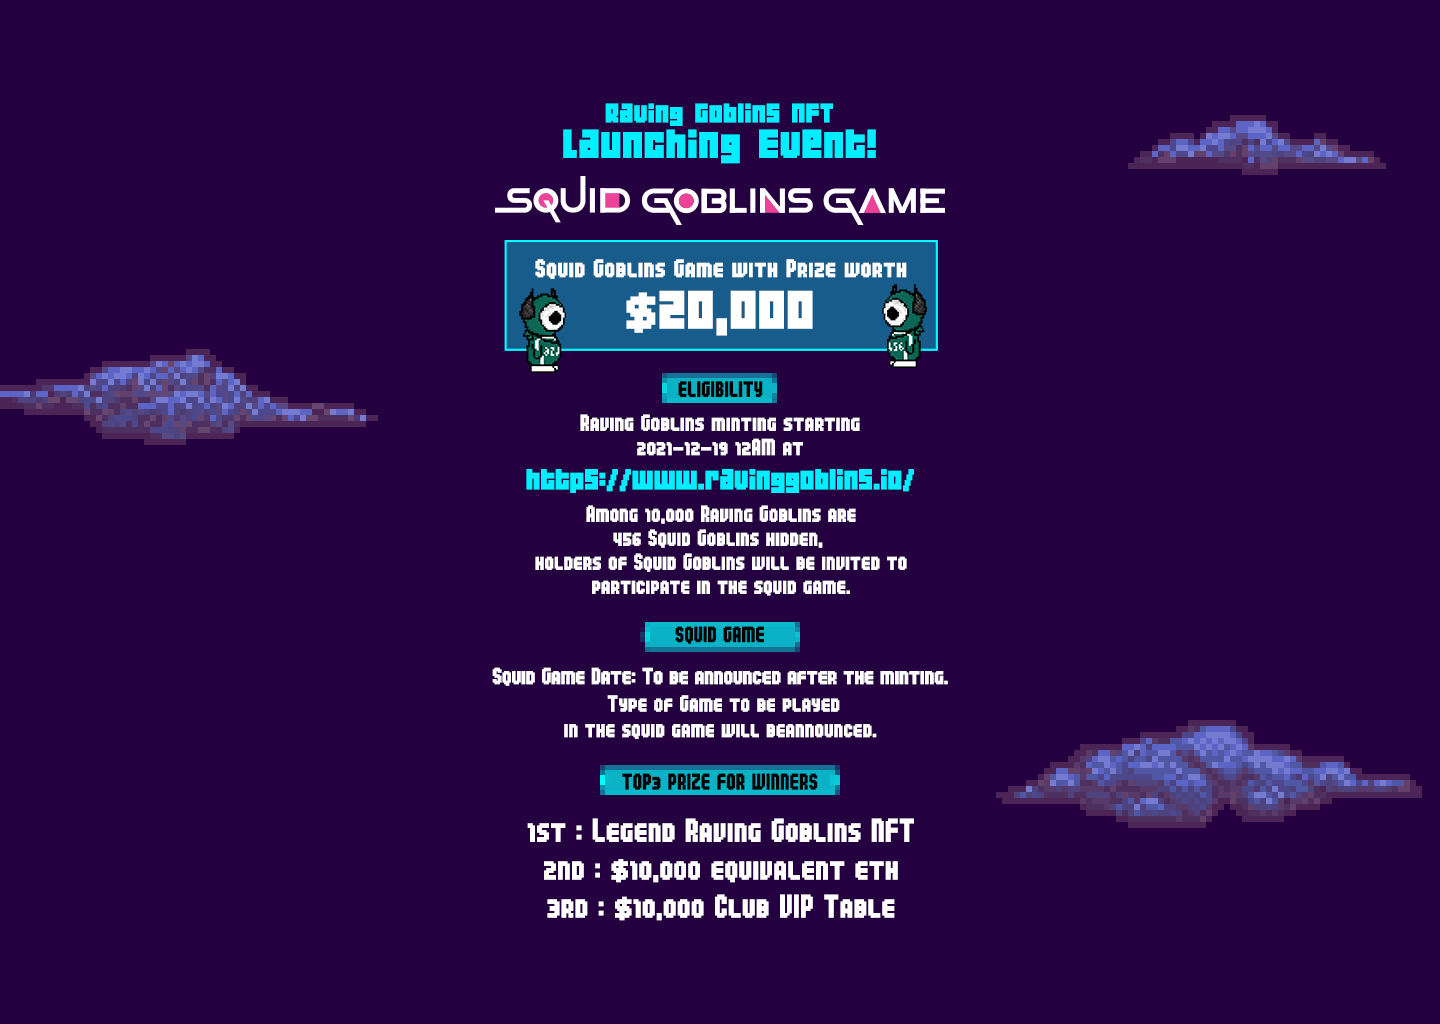 Raving Goblins NFT
Launching Event!
SQUID GOBLINS GAME
Squid Goblins Game with Prize worth
$20,000
456
ELIGIBILITY
Raving Goblins minting starting
2021-12-19 12AM at
https://www.ravinggoblins.io/
Among 10,000 Raving Goblins are
456 Squid Goblins hidden,
holders of Squid Goblins will be invited to
participate in the squid game.
SQUID GAME
Squid Game Date: To be announced after the minting.
Type of Game to be played
in the squid game will beannounced.
TOP3 PRIZE FOR WINNERS
1st : Legend Raving Goblins NFT
2nd : $10,000 equivalent eth
3rd : $10,000 Club VIP Table